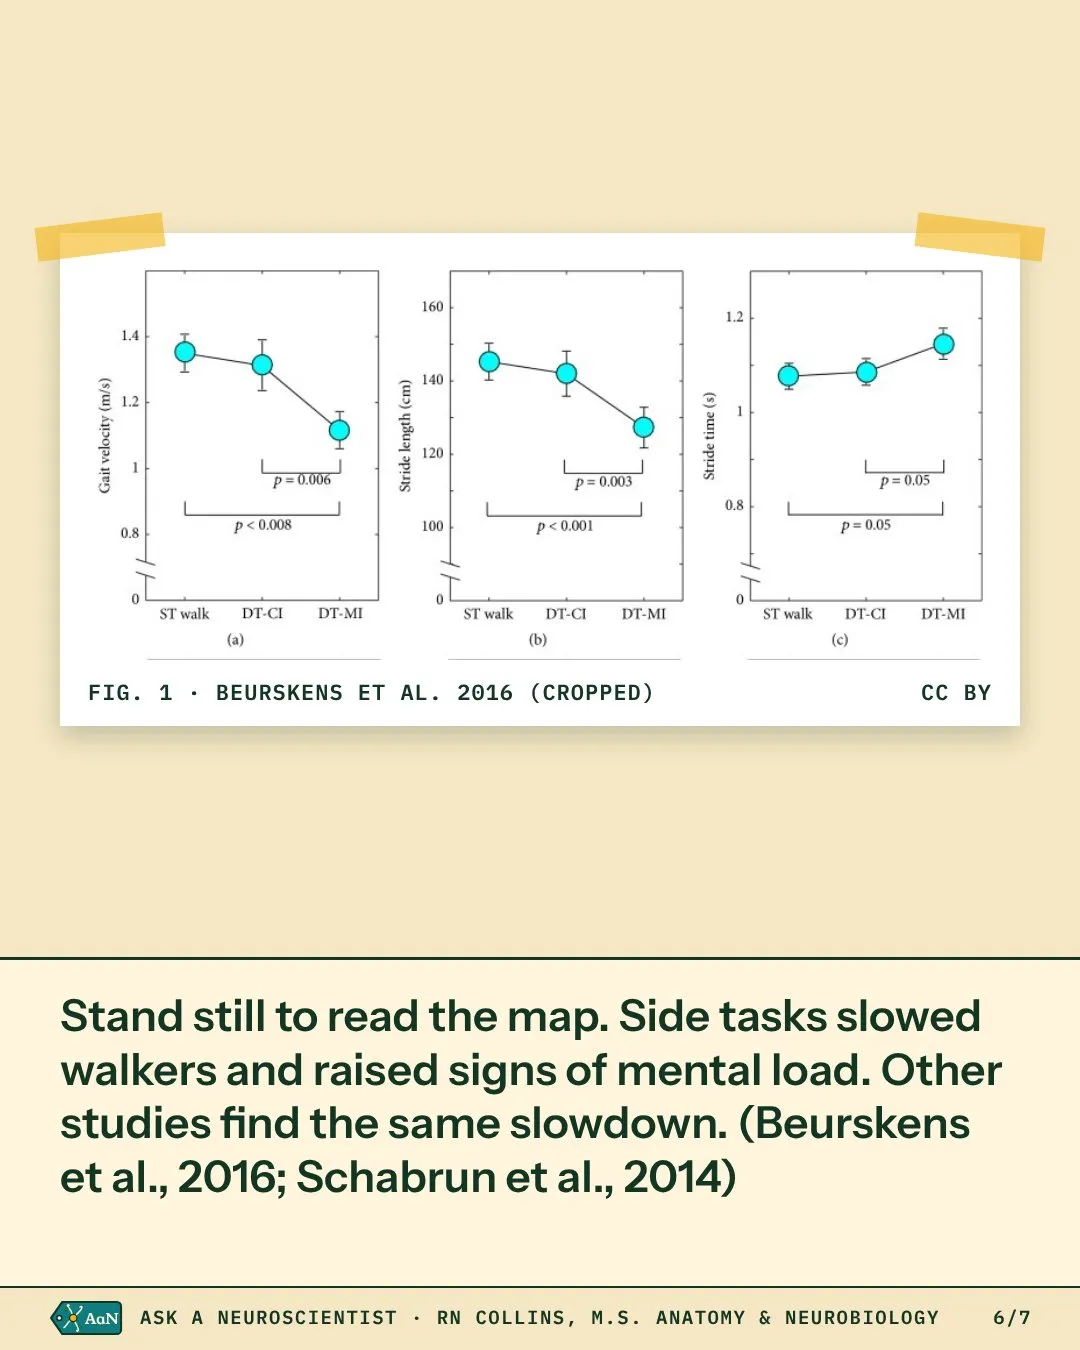 1.4
1.2
1
0.8
0
Gait velocity (m/s)
p = 0.006
p < 0.008
ST walk DT-CI DT-MI
(a)
160
140
120
100
0
Stride length (cm)
p = 0.003
p < 0.001
ST walk DT-CI DT-MI
(b)
1.2
1
0.8
0
Stride time (s)
p = 0.05
p = 0.05
ST walk DT-CI DT-MI
(c)
FIG. 1 · BEURSKENS ET AL. 2016 (CROPPED) CC BY
Stand still to read the map. Side tasks slowed
walkers and raised signs of mental load. Other
studies find the same slowdown. (Beurskens
et al., 2016; Schabrun et al., 2014)
AaN ASK A NEUROSCIENTIST · RN COLLINS, M.S. ANATOMY & NEUROBIOLOGY 6/7